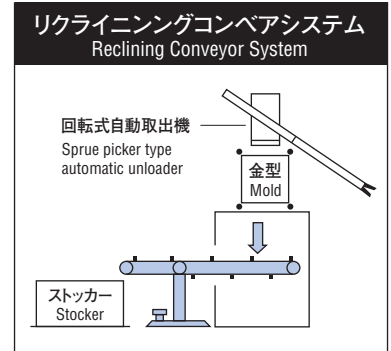 リクライニンングコンベアシステム
Reclining Conveyor System
回転式自動取出機
Sprue picker type
automatic unloader
金型
Mold
ストッカー
Stocker